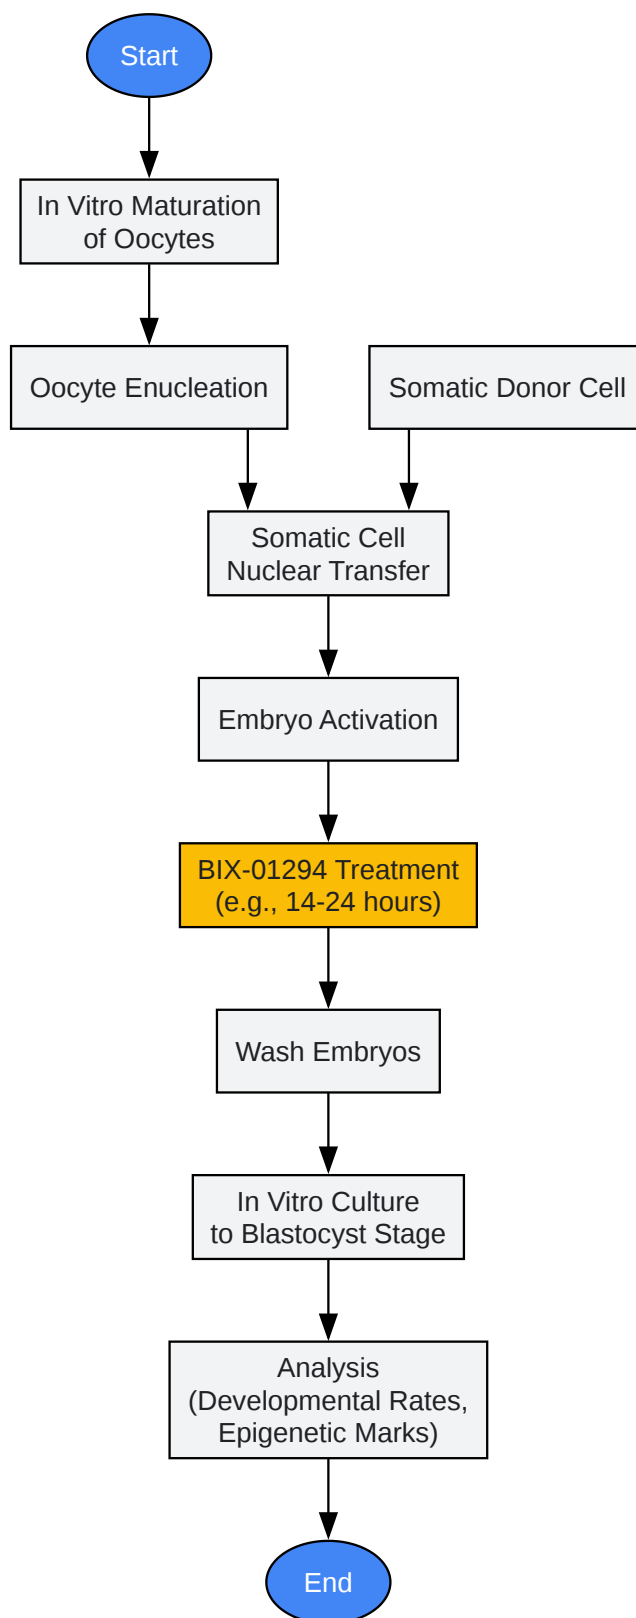 Start
In Vitro Maturation
of Oocytes
Oocyte Enucleation
Somatic Donor Cell
Somatic Cell
Nuclear Transfer
Embryo Activation
BIX-01294 Treatment
(e.g., 14-24 hours)
Wash Embryos
In Vitro Culture
to Blastocyst Stage
Analysis
(Developmental Rates,
Epigenetic Marks)
End